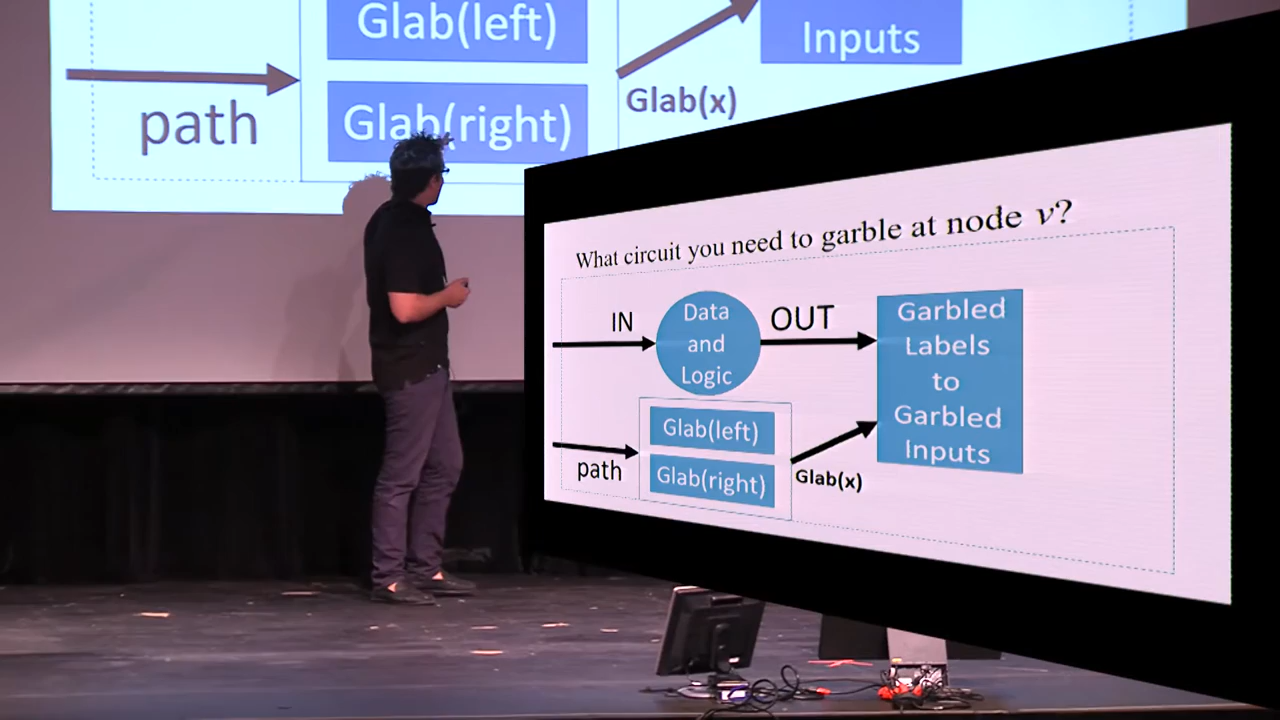 Glab(left)
Inputs
path
Glab(right)
Glab(x)
What circuit you need to garble at node v?
IN
Data
and
Logic
OUT
Garbled
Labels
to
Garbled
Inputs
path
Glab(left)
Glab(right)
Glab(x)